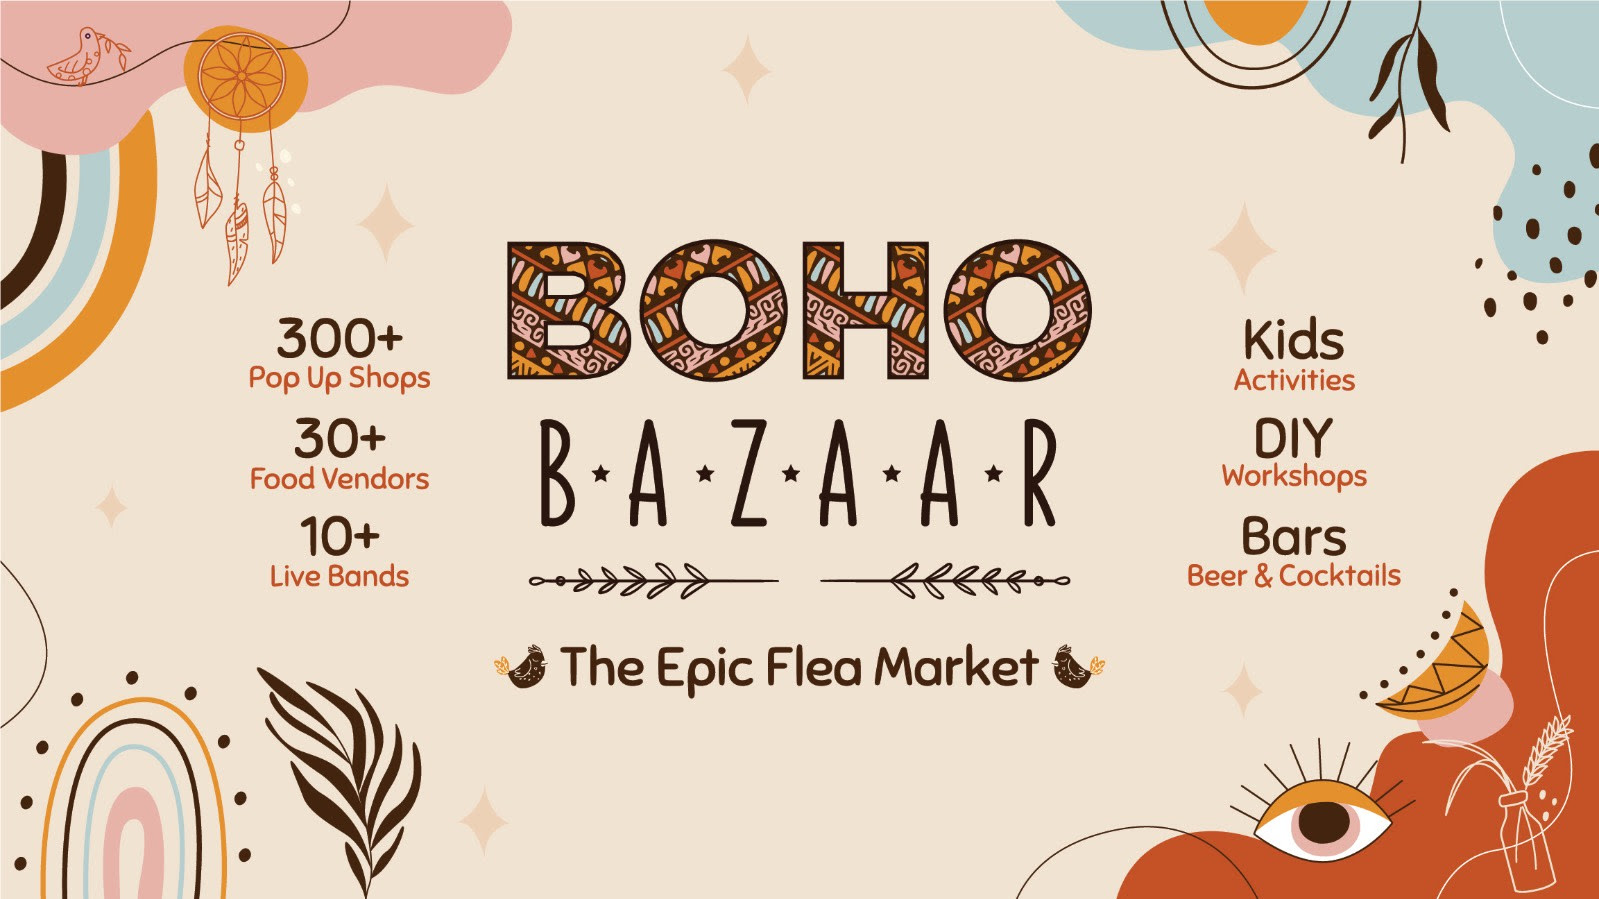 BOHO
B★A★Z★A★A★R
The Epic Flea Market
300+
Pop Up Shops
30+
Food Vendors
10+
Live Bands
Kids
Activities
DIY
Workshops
Bars
Beer & Cocktails